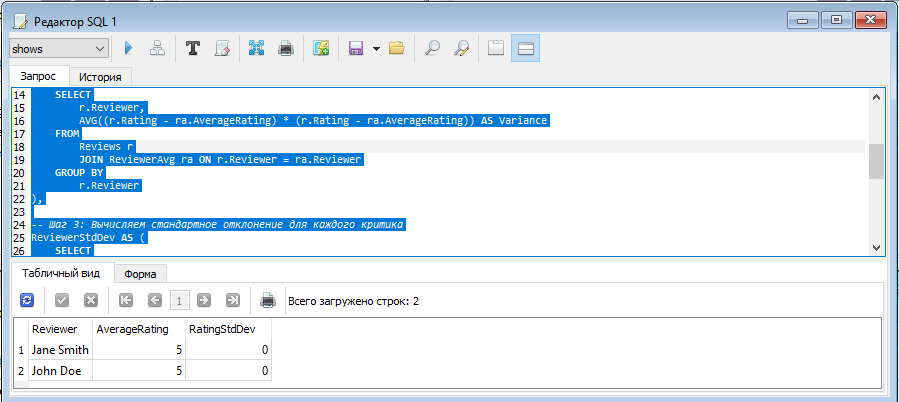 Редактор SQL 1
shows
Запрос История
14 SELECT
15 r.Reviewer,
16 AVG((r.Rating - ra.AverageRating) * (r.Rating - ra.AverageRating)) AS Variance
17 FROM
18 Reviews r
19 JOIN ReviewerAvg ra ON r.Reviewer = ra.Reviewer
20 GROUP BY
21 r.Reviewer
22 ),
23
24 -- Шаг 3: Вычисляем стандартное отклонение для каждого критика
25 ReviewerStdDev AS (
26 SELECT
Табличный вид Форма
1 Всего загружено строк: 2
Reviewer AverageRating RatingStdDev
1 Jane Smith 5 0
2 John Doe 5 0